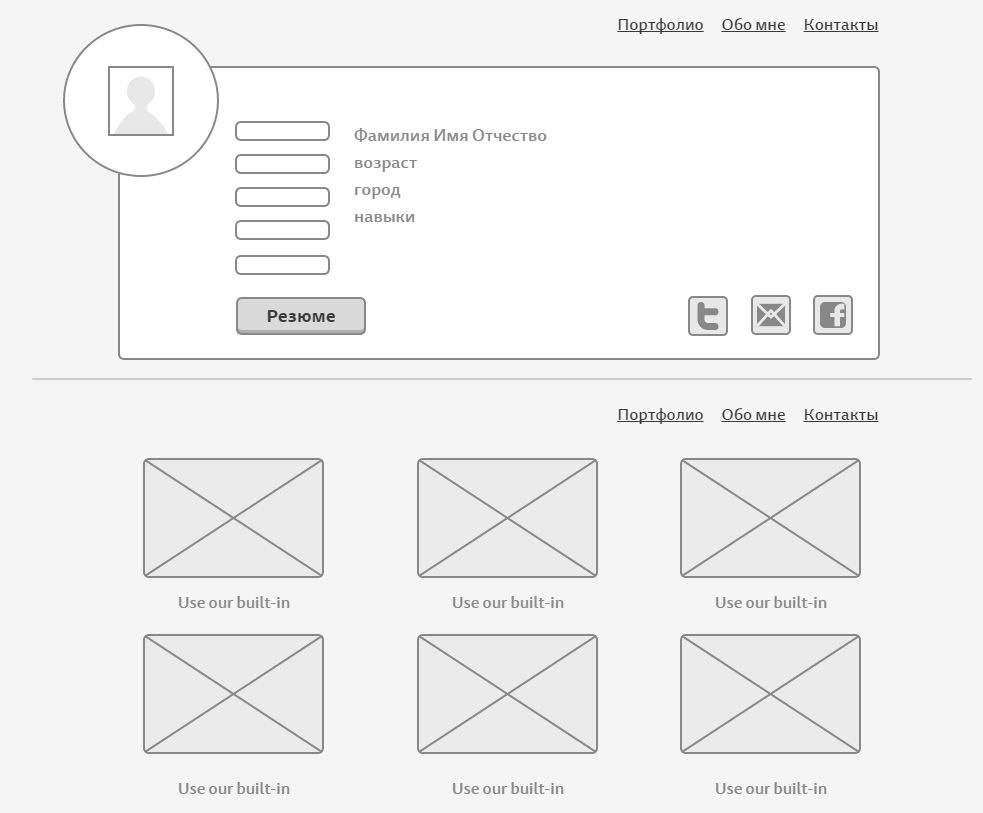 Портфолио Обо мне Контакты
Фамилия Имя Отчество
возраст
город
навыки
Резюме
Портфолио Обо мне Контакты
Use our built-in Use our built-in Use our built-in
Use our built-in Use our built-in Use our built-in